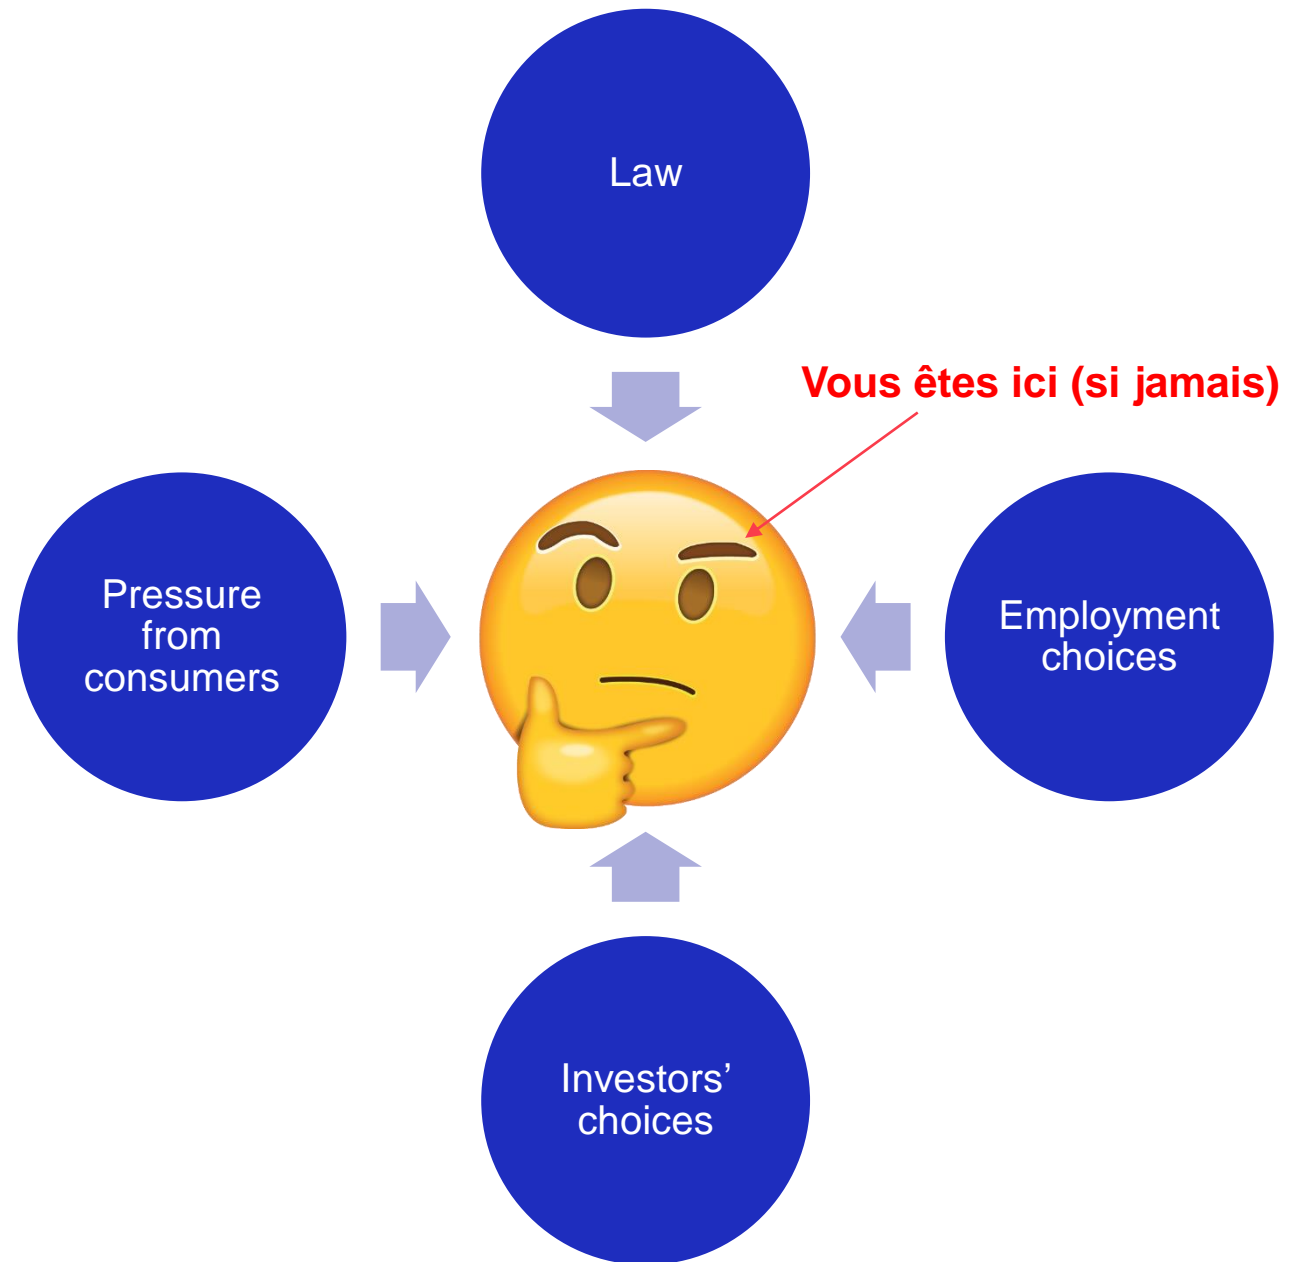 Law
Vous êtes ici (si jamais)
Pressure
from
consumers
Employment
choices
Investors’
choices